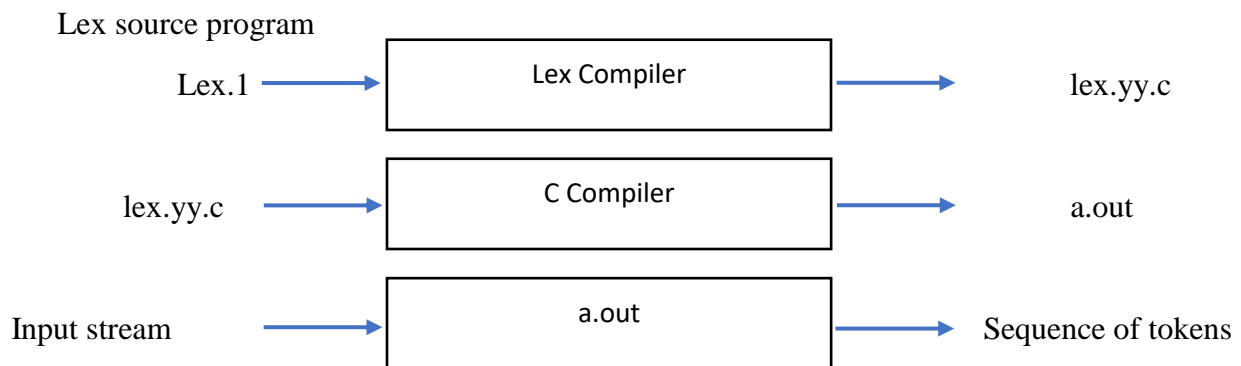 Lex source program
Lex.1 Lex Compiler lex.yy.c
lex.yy.c C Compiler a.out
Input stream a.out Sequence of tokens